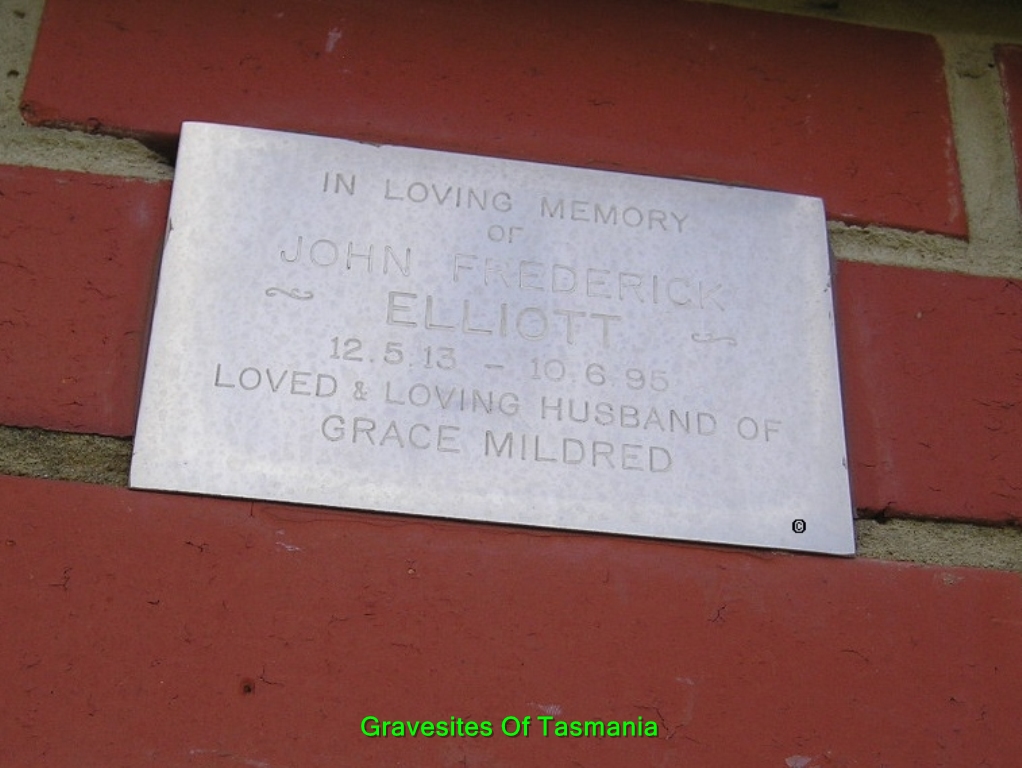 IN LOVING MEMORY
OF
JOHN FREDERICK
ELLIOTT
12.5.13 - 10.6.95
LOVED & LOVING HUSBAND OF
GRACE MILDRED
©
Gravesites Of Tasmania